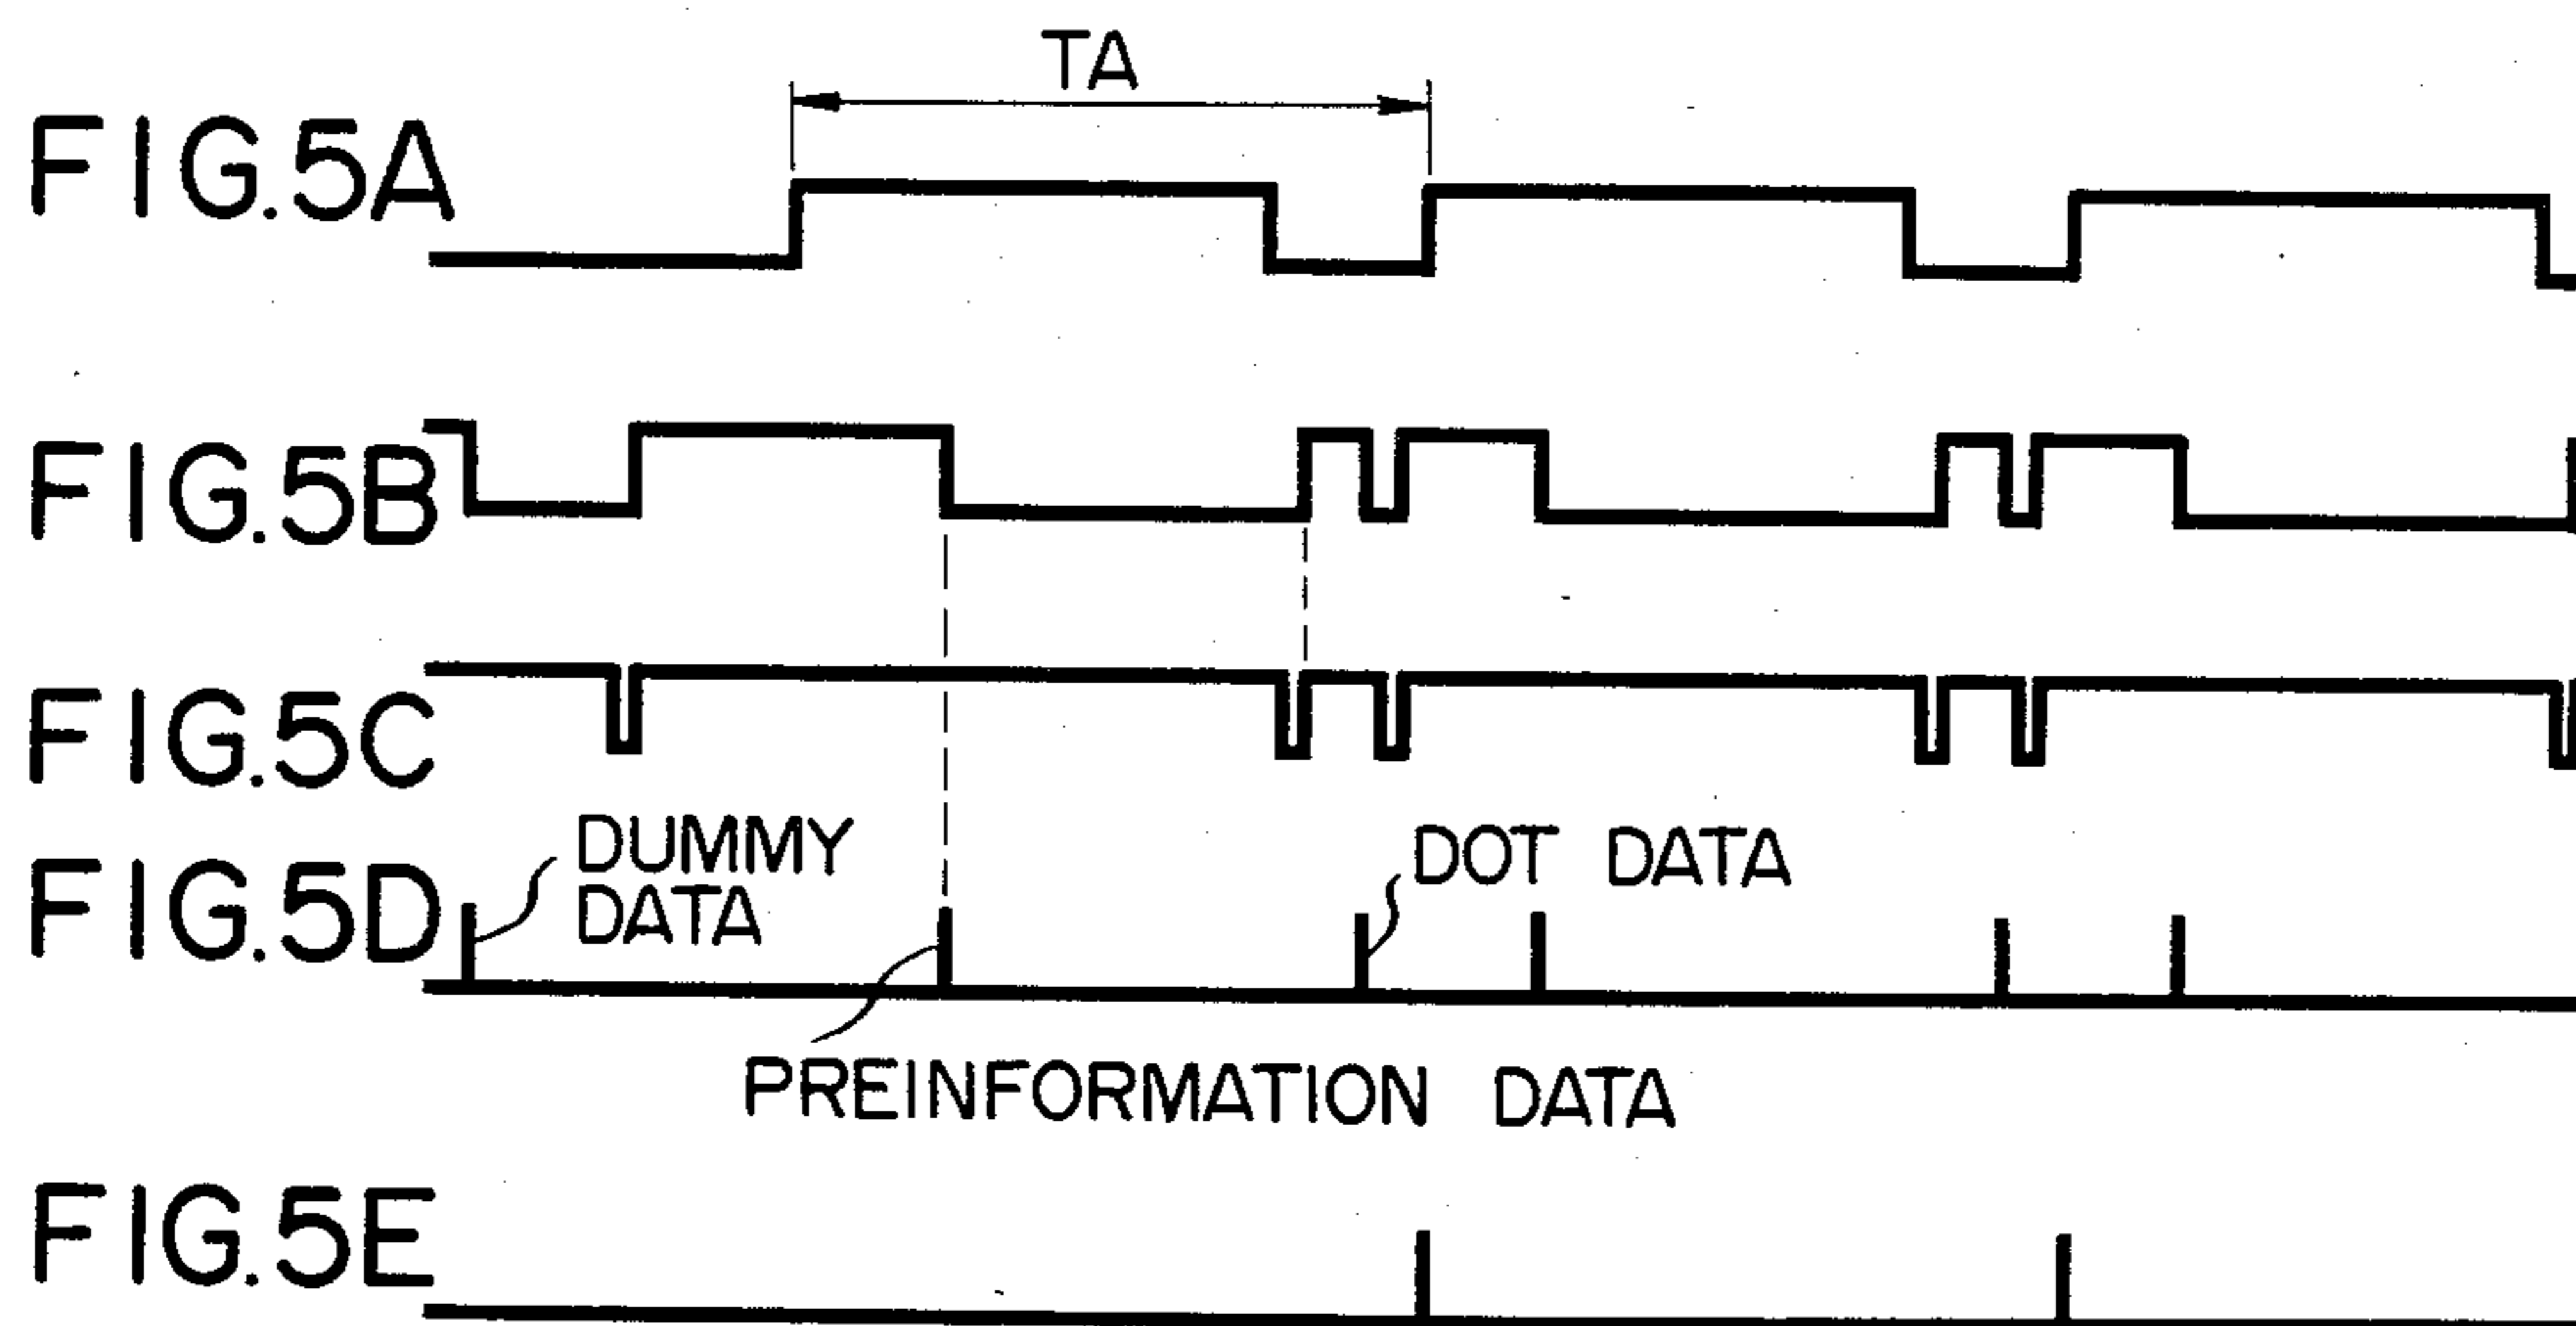 TA
FIG.5A
FIG.5B
FIG.5C
FIG.5D
DUMMY
DATA
DOT DATA
PREINFORMATION DATA
FIG.5E